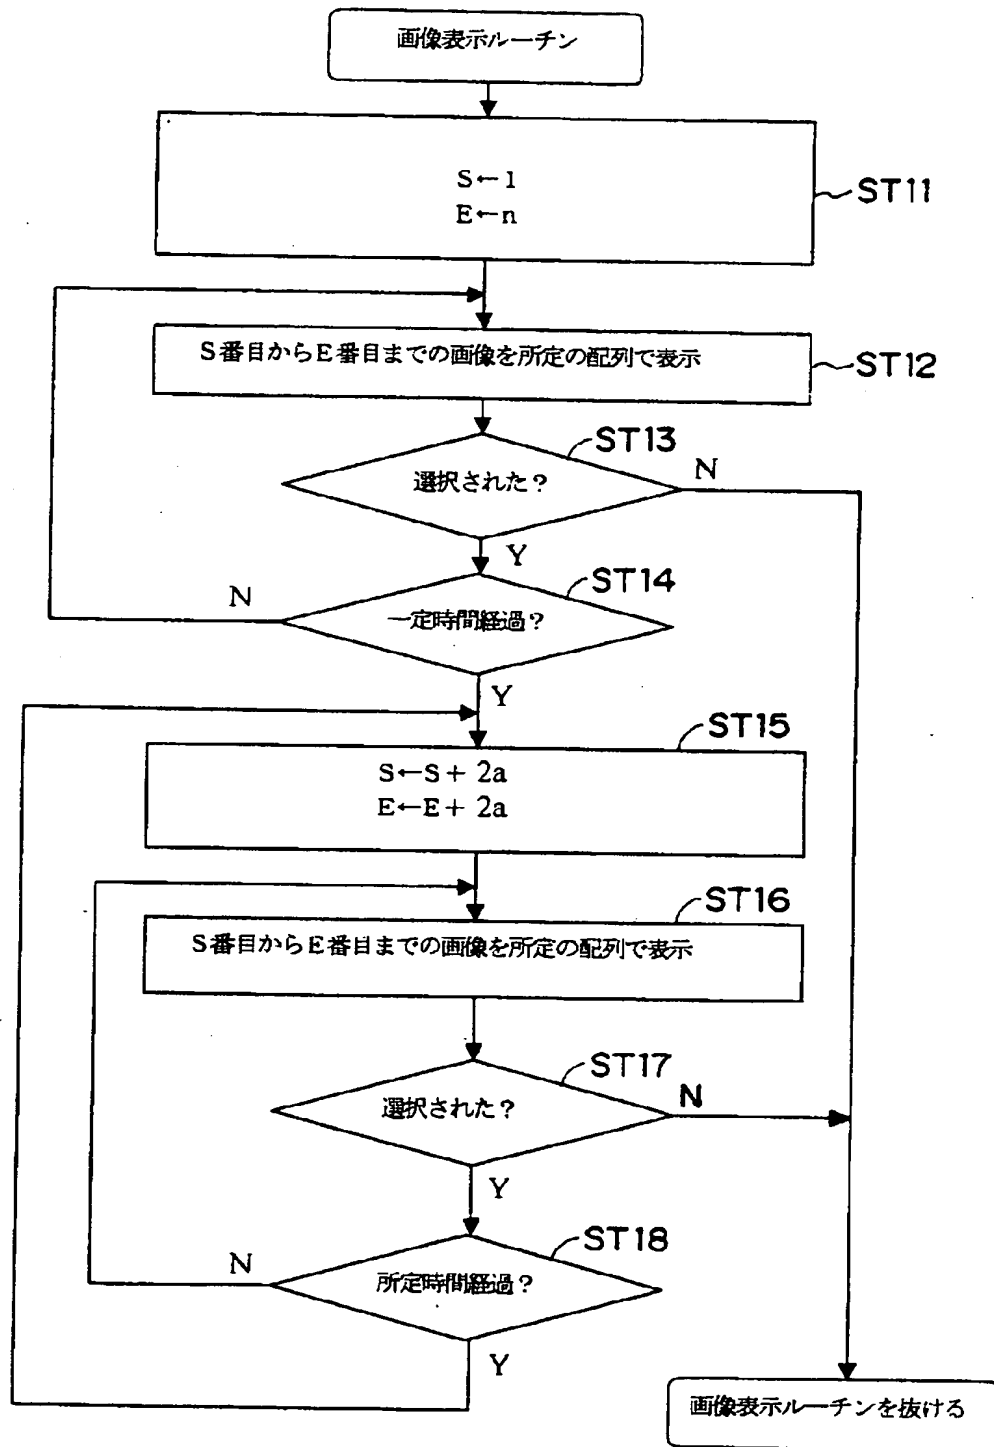 画像表示ルーチン
S←1
E←n
ST11
S番目からE番目までの画像を所定の配列で表示
ST12
ST13
選択された?
N
Y
ST14
一定時間経過?
N
Y
ST15
S←S+ 2a
E←E+ 2a
ST16
S番目からE番目までの画像を所定の配列で表示
ST17
選択された?
N
Y
ST18
所定時間経過?
N
Y
画像表示ルーチンを抜ける